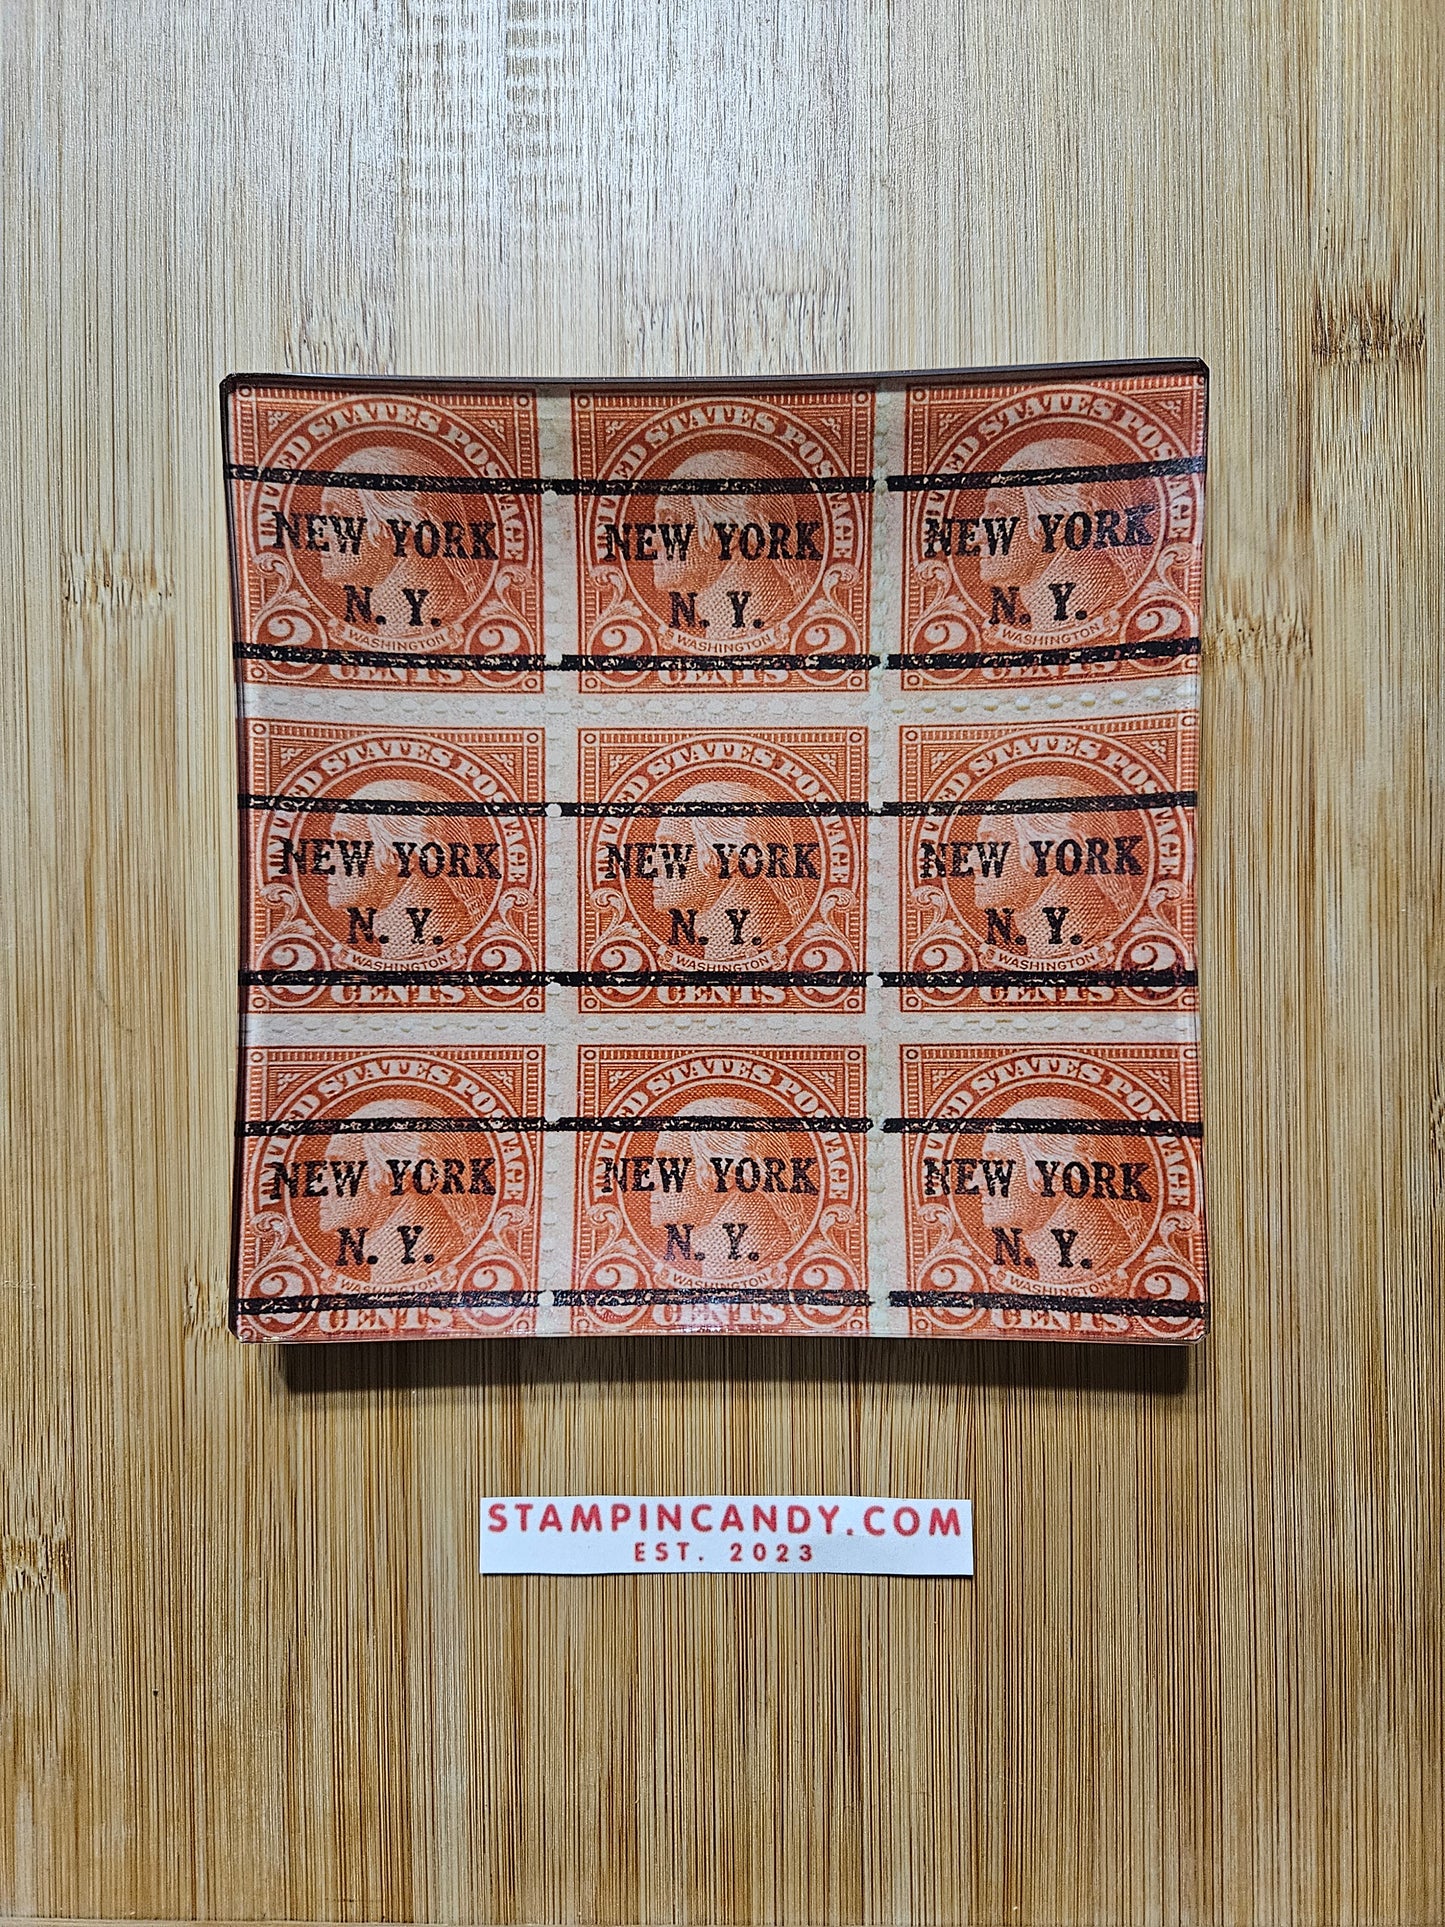 UNITED STATES POSTAGE
NEW YORK
N. Y.
WASHINGTON
2 2
CENTS
UNITED STATES POSTAGE
NEW YORK
N. Y.
WASHINGTON
2 2
CENTS
UNITED STATES POSTAGE
NEW YORK
N. Y.
WASHINGTON
2 2
CENTS
UNITED STATES POSTAGE
NEW YORK
N. Y.
WASHINGTON
2 2
CENTS
UNITED STATES POSTAGE
NEW YORK
N. Y.
WASHINGTON
2 2
CENTS
UNITED STATES POSTAGE
NEW YORK
N. Y.
WASHINGTON
2 2
CENTS
UNITED STATES POSTAGE
NEW YORK
N. Y.
WASHINGTON
2 2
CENTS
UNITED STATES POSTAGE
NEW YORK
N. Y.
WASHINGTON
2 2
CENTS
UNITED STATES POSTAGE
NEW YORK
N. Y.
WASHINGTON
2 2
CENTS
STAMPINCANDY.COM
EST. 2023